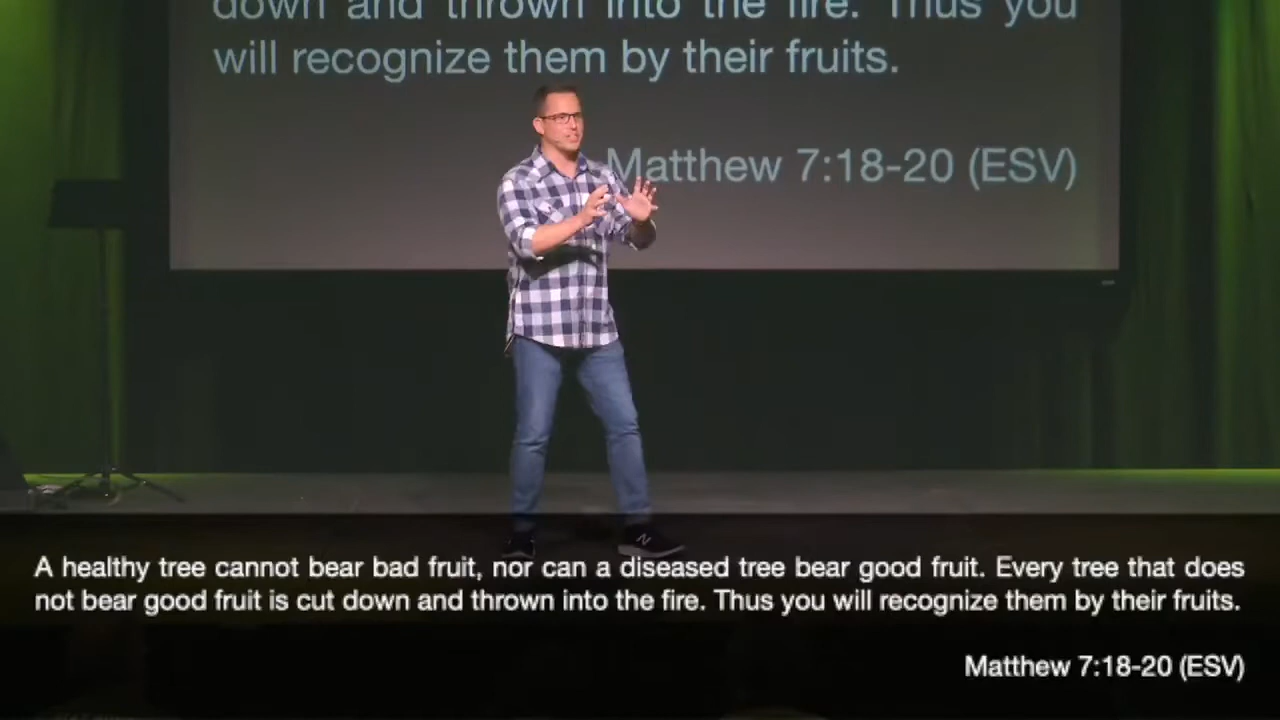 down and thrown into the fire. Thus you
will recognize them by their fruits.
Matthew 7:18-20 (ESV)
N
A healthy tree cannot bear bad fruit, nor can a diseased tree bear good fruit. Every tree that does
not bear good fruit is cut down and thrown into the fire. Thus you will recognize them by their fruits.
Matthew 7:18-20 (ESV)